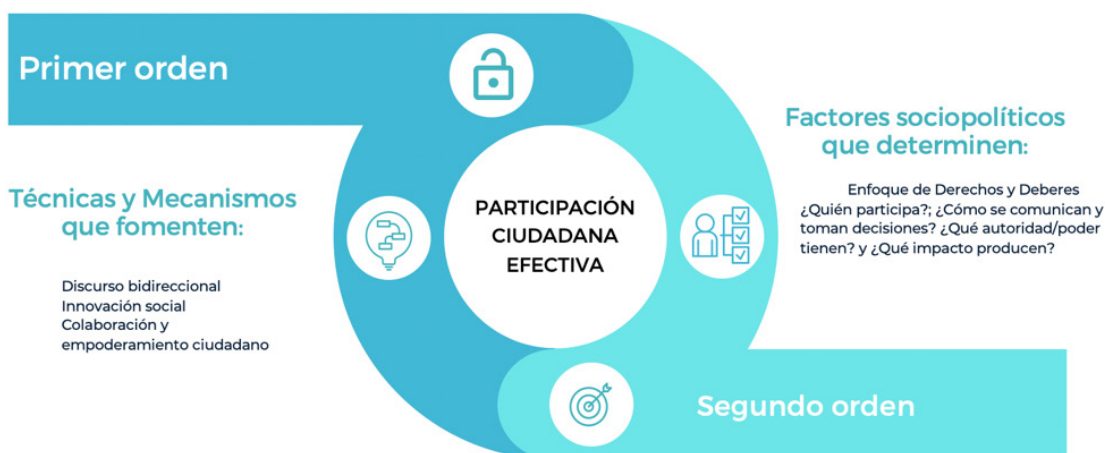 Primer orden
Técnicas y Mecanismos
que fomenten:
Discurso bidireccional
Innovación social
Colaboración y
empoderamiento ciudadano
PARTICIPACIÓN
CIUDADANA
EFECTIVA
Factores sociopolíticos
que determinen:
Enfoque de Derechos y Deberes
¿Quién participa?; ¿Cómo se comunican y
toman decisiones? ¿Qué autoridad/poder
tienen? y ¿Qué impacto producen?
Segundo orden